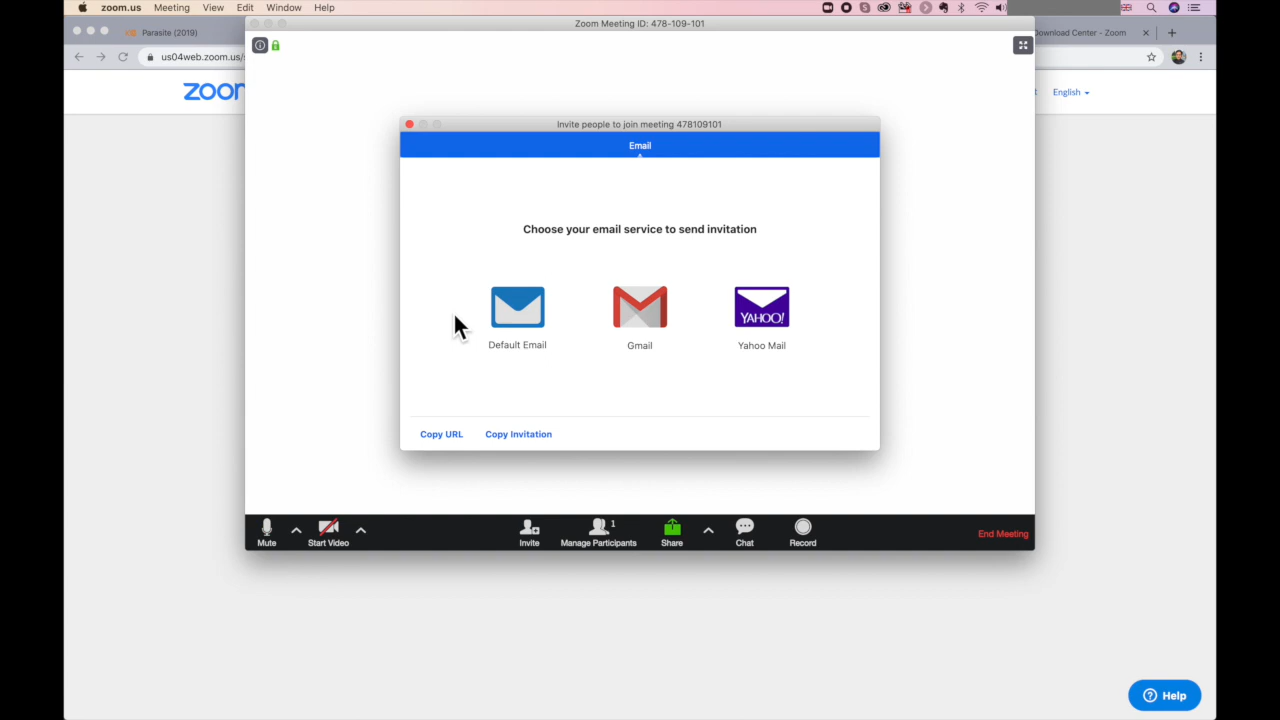 zoom.us Meeting View Edit Window Help
Zoom Meeting ID: 478-109-101
Parasite (2019)
Download Center - Zoom
us04web.zoom.us/
English
Invite people to join meeting 478109101
Email
Choose your email service to send invitation
YAHOO!
Default Email Gmail Yahoo Mail
Copy URL Copy Invitation
1
Mute Start Video Invite Manage Participants Share Chat Record End Meeting
Help